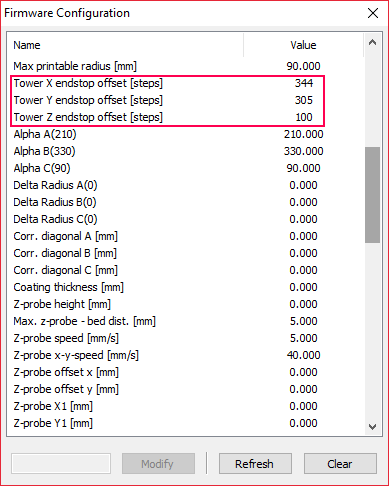 Firmware Configuration
Name Value
Max printable radius [mm] 90.000
Tower X endstop offset [steps] 344
Tower Y endstop offset [steps] 305
Tower Z endstop offset [steps] 100
Alpha A(210) 210.000
Alpha B(330) 330.000
Alpha C(90) 90.000
Delta Radius A(0) 0.000
Delta Radius B(0) 0.000
Delta Radius C(0) 0.000
Corr. diagonal A [mm] 0.000
Corr. diagonal B [mm] 0.000
Corr. diagonal C [mm] 0.000
Coating thickness [mm] 0.000
Z-probe height [mm] 0.000
Max. z-probe - bed dist. [mm] 5.000
Z-probe speed [mm/s] 5.000
Z-probe x-y-speed [mm/s] 40.000
Z-probe offset x [mm] 0.000
Z-probe offset y [mm] 0.000
Z-probe X1 [mm] 0.000
Z-probe Y1 [mm] 0.000
Modify Refresh Clear